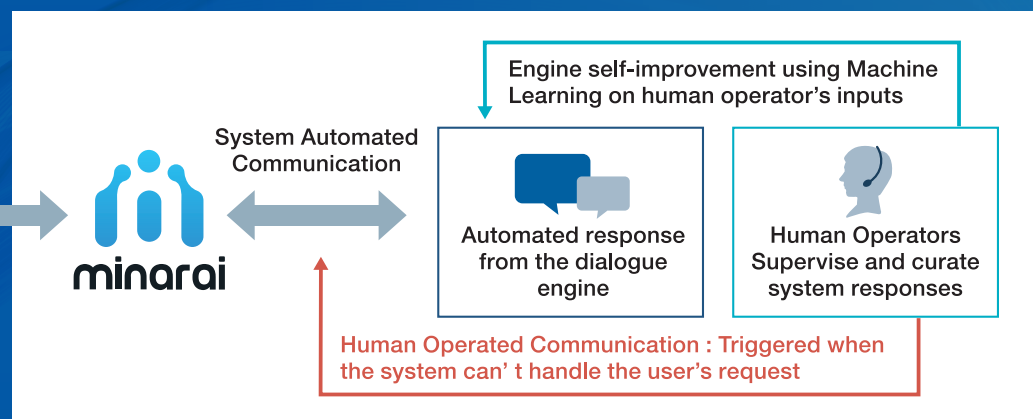 Engine self-improvement using Machine
Learning on human operator’s inputs
System Automated
Communication
minarai
Automated response
from the dialogue
engine
Human Operators
Supervise and curate
system responses
Human Operated Communication : Triggered when
the system can’ t handle the user’s request